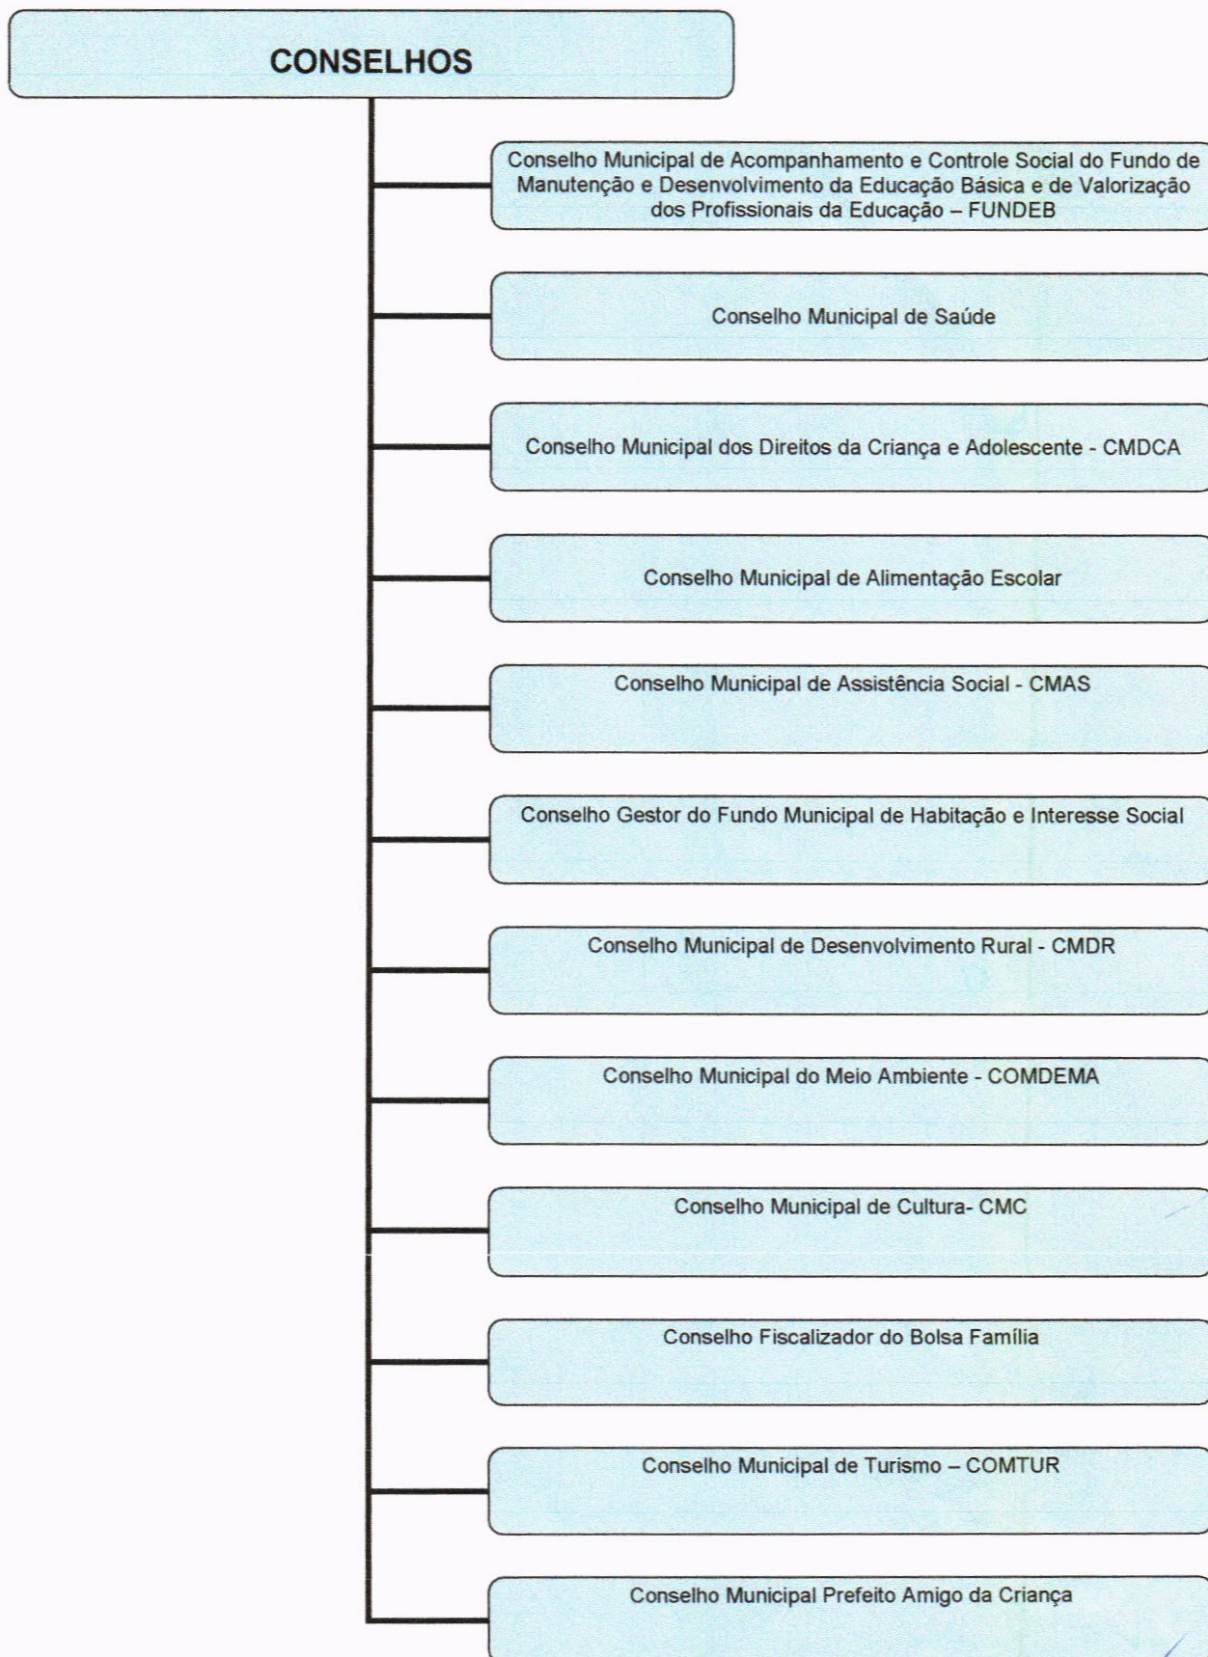 CONSELHOS
Conselho Municipal de Acompanhamento e Controle Social do Fundo de
Manutenção e Desenvolvimento da Educação Básica e de Valorização
dos Profissionais da Educação – FUNDEB
Conselho Municipal de Saúde
Conselho Municipal dos Direitos da Criança e Adolescente - CMDCA
Conselho Municipal de Alimentação Escolar
Conselho Municipal de Assistência Social - CMAS
Conselho Gestor do Fundo Municipal de Habitação e Interesse Social
Conselho Municipal de Desenvolvimento Rural - CMDR
Conselho Municipal do Meio Ambiente - COMDEMA
Conselho Municipal de Cultura- CMC
Conselho Fiscalizador do Bolsa Família
Conselho Municipal de Turismo – COMTUR
Conselho Municipal Prefeito Amigo da Criança